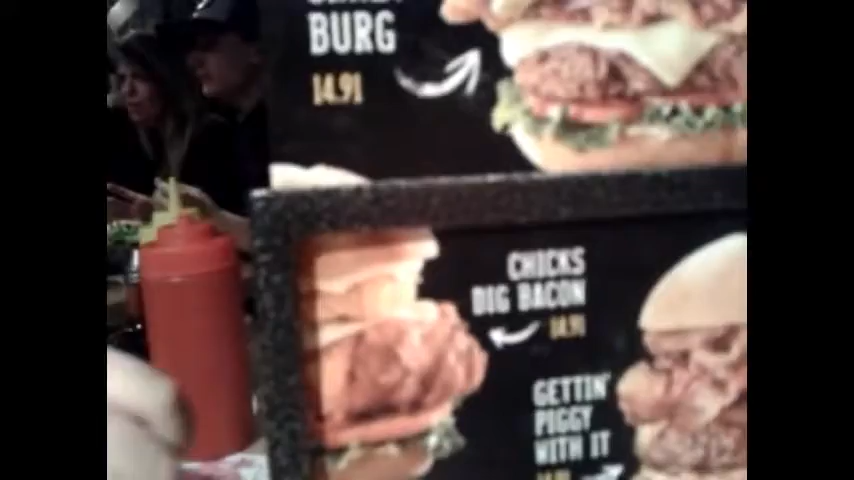 BURG
14.91
CHICKS
DIG BACON
14.91
GETTIN'
PIGGY
WITH IT